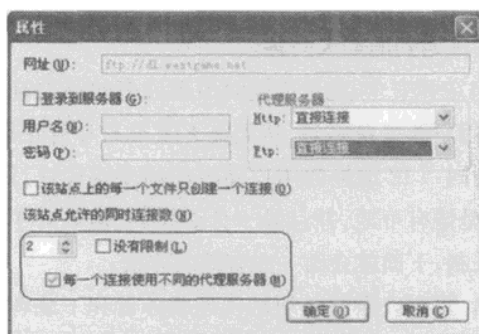 属性
网址(U): ftp://dl.westgame.net
登录到服务器(G):
用户名(N):
密码(P):
代理服务器
Http: 直接连接
Ftp: 直接连接
该站点上的每一个文件只创建一个连接(O)
该站点允许的同时连接数(N)
2 没有限制(L)
每一个连接使用不同的代理服务器(M)
确定(O) 取消(C)